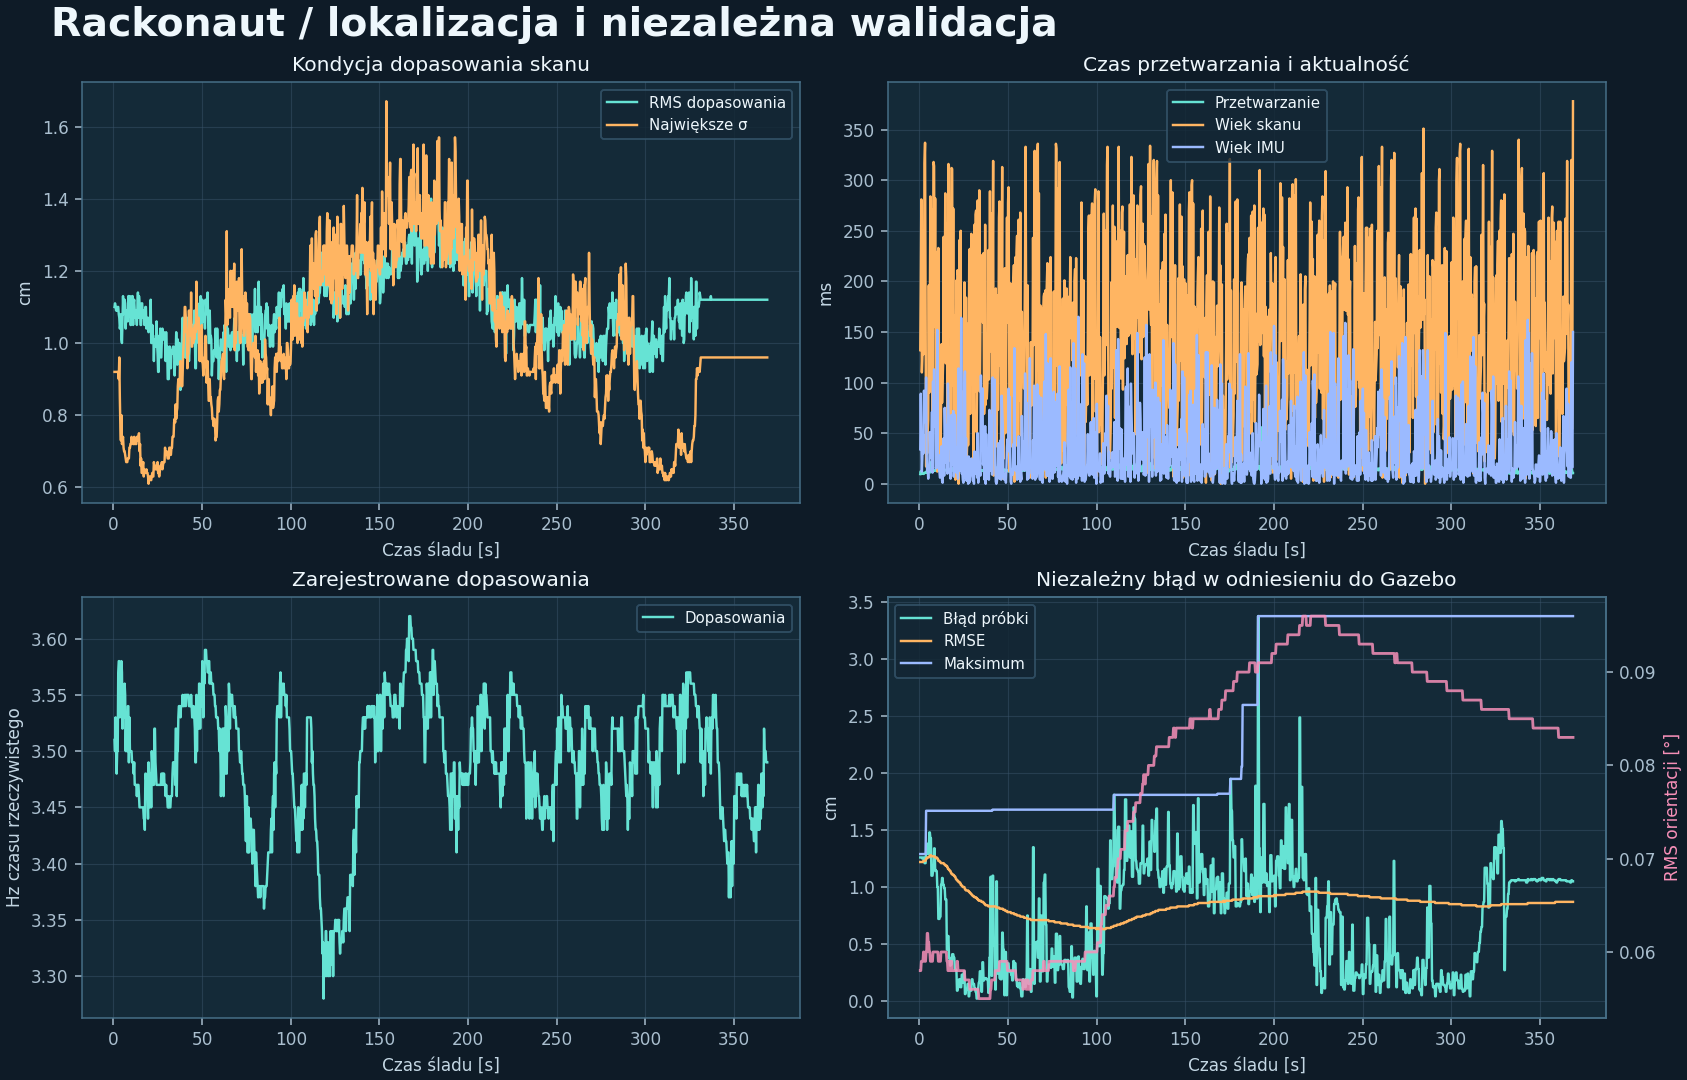 Rackonaut / lokalizacja i niezależna walidacja
Kondycja dopasowania skanu
RMS dopasowania
Największe σ
cm
1.6
1.4
1.2
1.0
0.8
0.6
0 50 100 150 200 250 300 350
Czas śladu [s]
Czas przetwarzania i aktualność
Przetwarzanie
Wiek skanu
Wiek IMU
ms
350
300
250
200
150
100
50
0
0 50 100 150 200 250 300 350
Czas śladu [s]
Zarejestrowane dopasowania
Dopasowania
Hz czasu rzeczywistego
3.60
3.55
3.50
3.45
3.40
3.35
3.30
0 50 100 150 200 250 300 350
Czas śladu [s]
Niezależny błąd w odniesieniu do Gazebo
Błąd próbki
RMSE
Maksimum
cm
3.5
3.0
2.5
2.0
1.5
1.0
0.5
0.0
0.09
0.08
0.07
0.06
RMS orientacji [°]
0 50 100 150 200 250 300 350
Czas śladu [s]